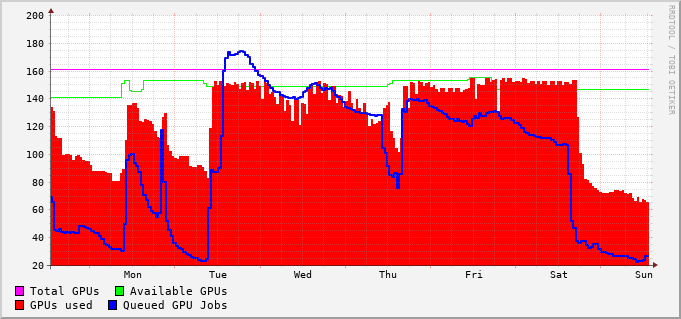 200
180
160
140
120
100
80
60
40
20
Mon Tue Wed Thu Fri Sat Sun
Total GPUs Available GPUs
GPUs used Queued GPU Jobs
RRDTOOL / TOBI OETIKER